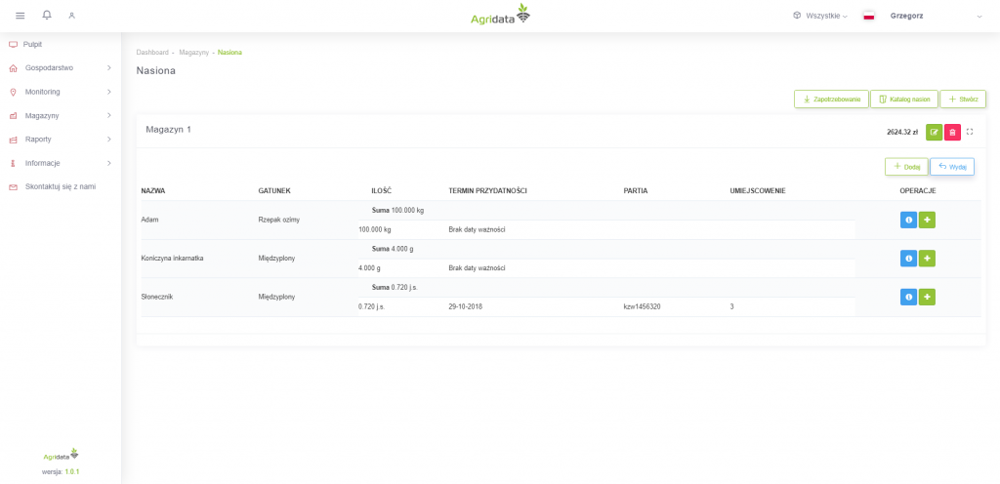 Agridata
Wszystkie
Grzegorz
Pulpit
Gospodarstwo
Monitoring
Magazyny
Raporty
Informacje
Skontaktuj się z nami
Dashboard - Magazyny - Nasiona
Nasiona
Zapotrzebowanie
Katalog nasion
Stwórz
Magazyn 1
2624.32 zł
Dodaj
Wydaj
NAZWA GATUNEK ILOŚĆ TERMIN PRZYDATNOŚCI PARTIA UMIEJSCOWENIE OPERACJE
Adam Rzepak ozimy
Suma 100.000 kg
100.000 kg Brak daty ważności
Koniczyna inkarnatka Międzyplony
Suma 4.000 g
4.000 g Brak daty ważności
Słonecznik Międzyplony
Suma 0.720 j.s.
0.720 j.s. 29-10-2018 kzw1456320 3
Agridata
wersja: 1.0.1